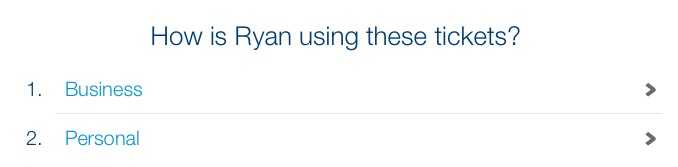 How is Ryan using these tickets?
1. Business
2. Personal